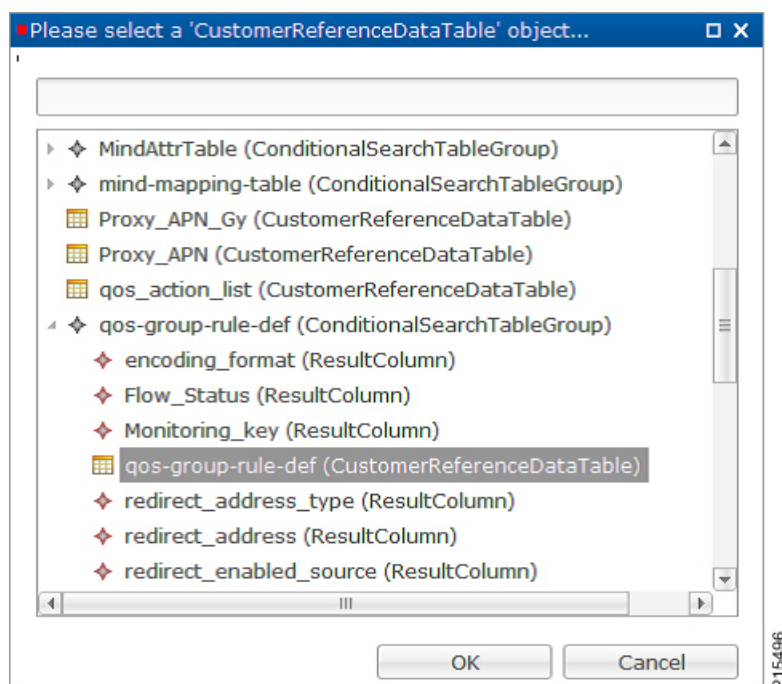 Please select a 'CustomerReferenceDataTable' object...
MindAttrTable (ConditionalSearchTableGroup)
mind-mapping-table (ConditionalSearchTableGroup)
Proxy_APN_Gy (CustomerReferenceDataTable)
Proxy_APN (CustomerReferenceDataTable)
qos_action_list (CustomerReferenceDataTable)
qos-group-rule-def (ConditionalSearchTableGroup)
encoding_format (ResultColumn)
Flow_Status (ResultColumn)
Monitoring_key (ResultColumn)
qos-group-rule-def (CustomerReferenceDataTable)
redirect_address_type (ResultColumn)
redirect_address (ResultColumn)
redirect_enabled_source (ResultColumn)
OK Cancel
215496